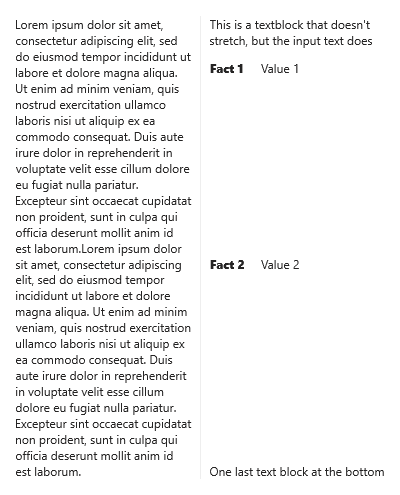 Lorem ipsum dolor sit amet,
consectetur adipiscing elit, sed
do eiusmod tempor incididunt ut
labore et dolore magna aliqua.
Ut enim ad minim veniam, quis
nostrud exercitation ullamco
laboris nisi ut aliquip ex ea
commodo consequat. Duis aute
irure dolor in reprehenderit in
voluptate velit esse cillum dolore
eu fugiat nulla pariatur.
Excepteur sint occaecat cupidatat
non proident, sunt in culpa qui
officia deserunt mollit anim id
est laborum.Lorem ipsum dolor
sit amet, consectetur adipiscing
elit, sed do eiusmod tempor
incididunt ut labore et dolore
magna aliqua. Ut enim ad minim
veniam, quis nostrud exercitation
ullamco laboris nisi ut aliquip ex
ea commodo consequat. Duis
aute irure dolor in reprehenderit
in voluptate velit esse cillum
dolore eu fugiat nulla pariatur.
Excepteur sint occaecat cupidatat
non proident, sunt in culpa qui
officia deserunt mollit anim id
est laborum.
This is a textblock that doesn't
stretch, but the input text does
Fact 1 Value 1
Fact 2 Value 2
One last text block at the bottom